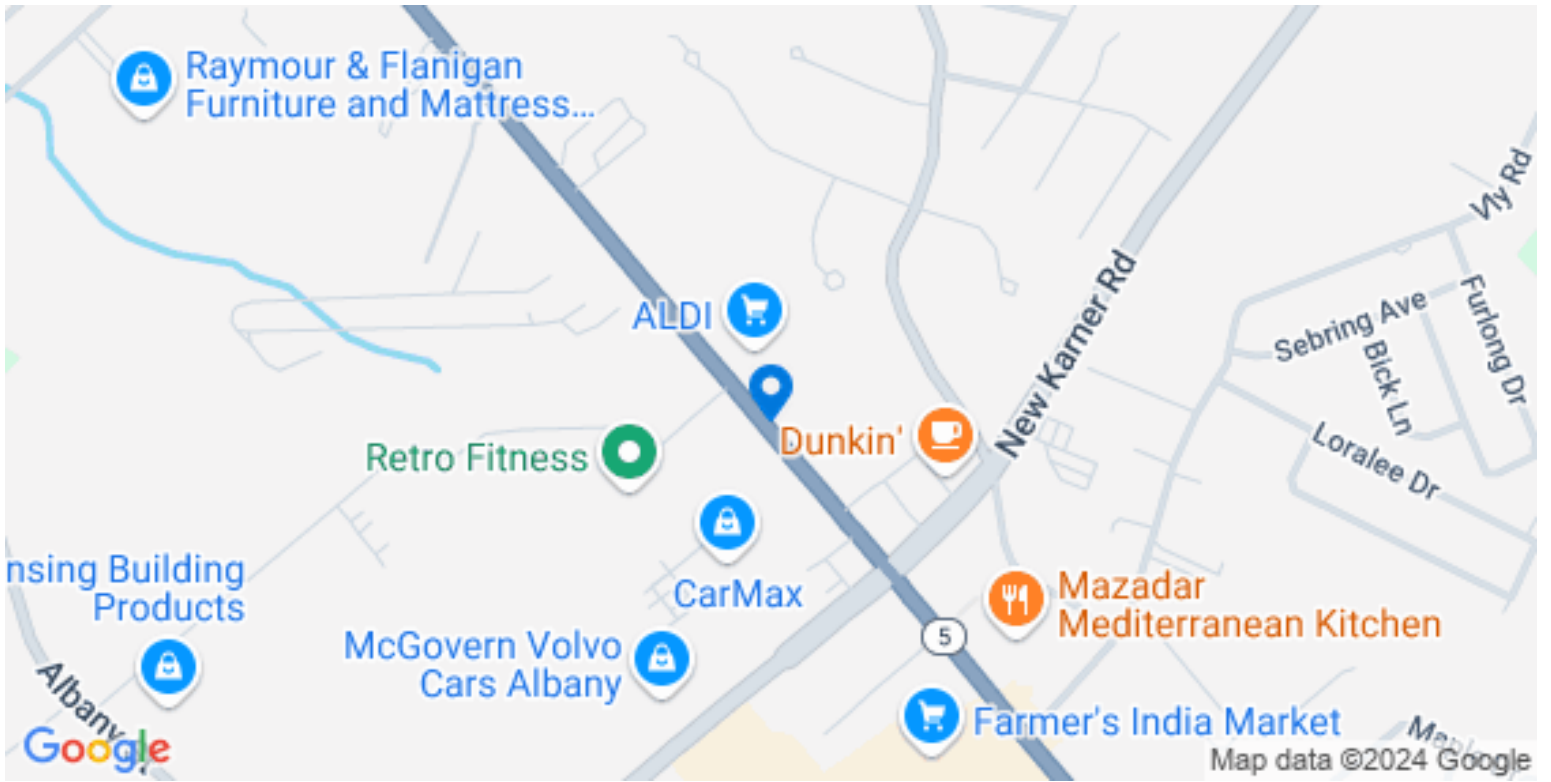 Raymour & Flanigan
Furniture and Mattress...
Vly Rd
New Karner Rd
Sebring Ave
Furlong Dr
Bick Ln
ALDI
Dunkin'
Loralee Dr
Retro Fitness
CarMax
nsing Building
Products
Mazadar
Mediterranean Kitchen
5
McGovern Volvo
Cars Albany
Albany
Farmer's India Market
Google
Map data ©2024 Google